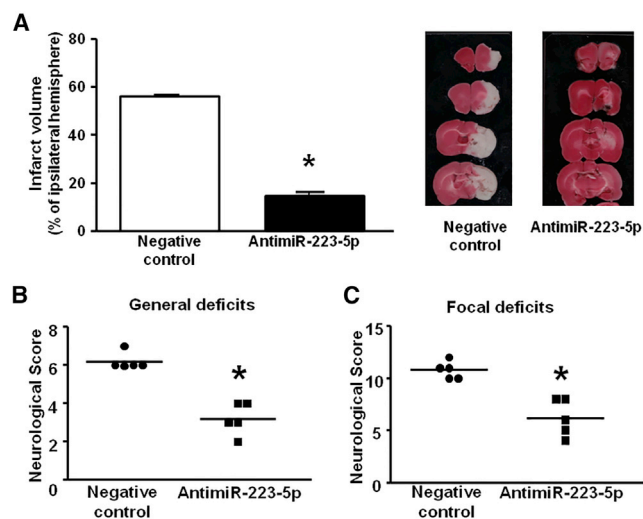 A
Infarct volume
(% of ipsilateral hemisphere)
80
60
40
20
0
*
Negative
control
AntimiR-223-5p
Negative
control
AntimiR-223-5p
B
General deficits
Neurological Score
8
6
4
2
0
*
Negative
control
AntimiR-223-5p
C
Focal deficits
Neurological Score
15
10
5
0
*
Negative
control
AntimiR-223-5p